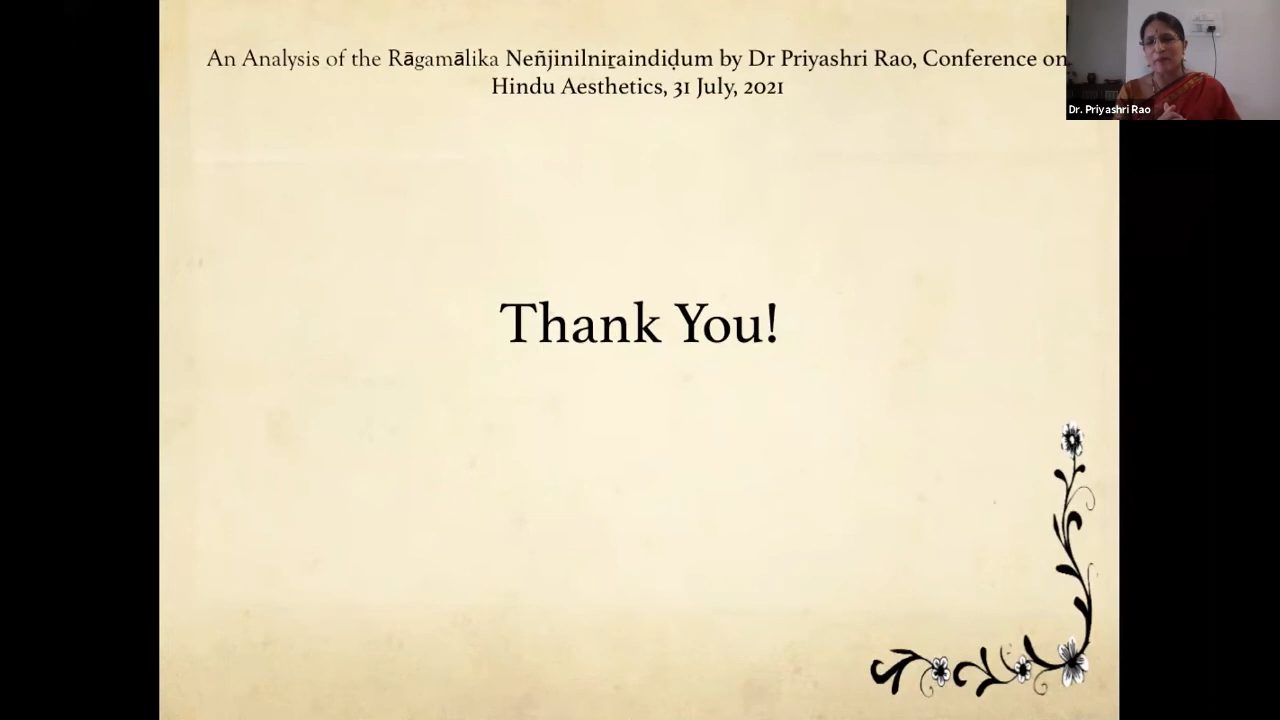 An Analysis of the Rāgamālika Neñjinilniṟaindiḍum by Dr Priyashri Rao, Conference on
Hindu Aesthetics, 31 July, 2021
Dr. Priyashri Rao
Thank You!